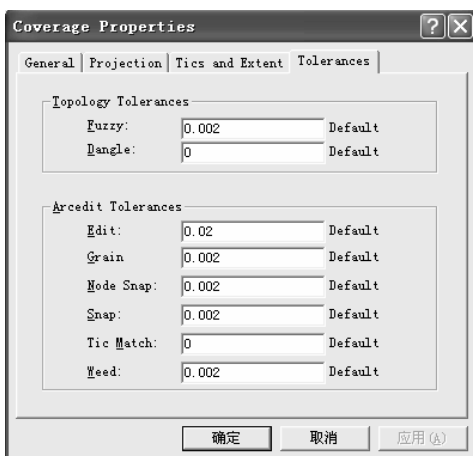 Coverage Properties
General Projection Tics and Extent Tolerances
Topology Tolerances
Fuzzy: 0.002 Default
Dangle: 0 Default
Arcedit Tolerances
Edit: 0.02 Default
Grain 0.002 Default
Node Snap: 0.002 Default
Snap: 0.002 Default
Tic Match: 0 Default
Weed: 0.002 Default
确定 取消 应用(A)